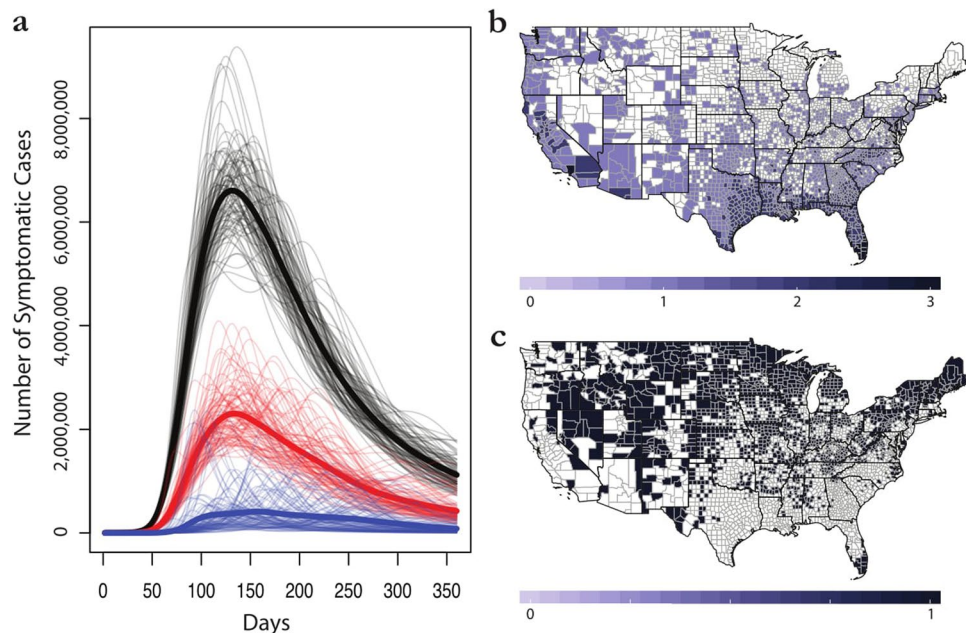 a
Number of Symptomatic Cases
8,000,000
6,000,000
4,000,000
2,000,000
0
0 50 100 150 200 250 300 350
Days
b
0 1 2 3
c
0 1